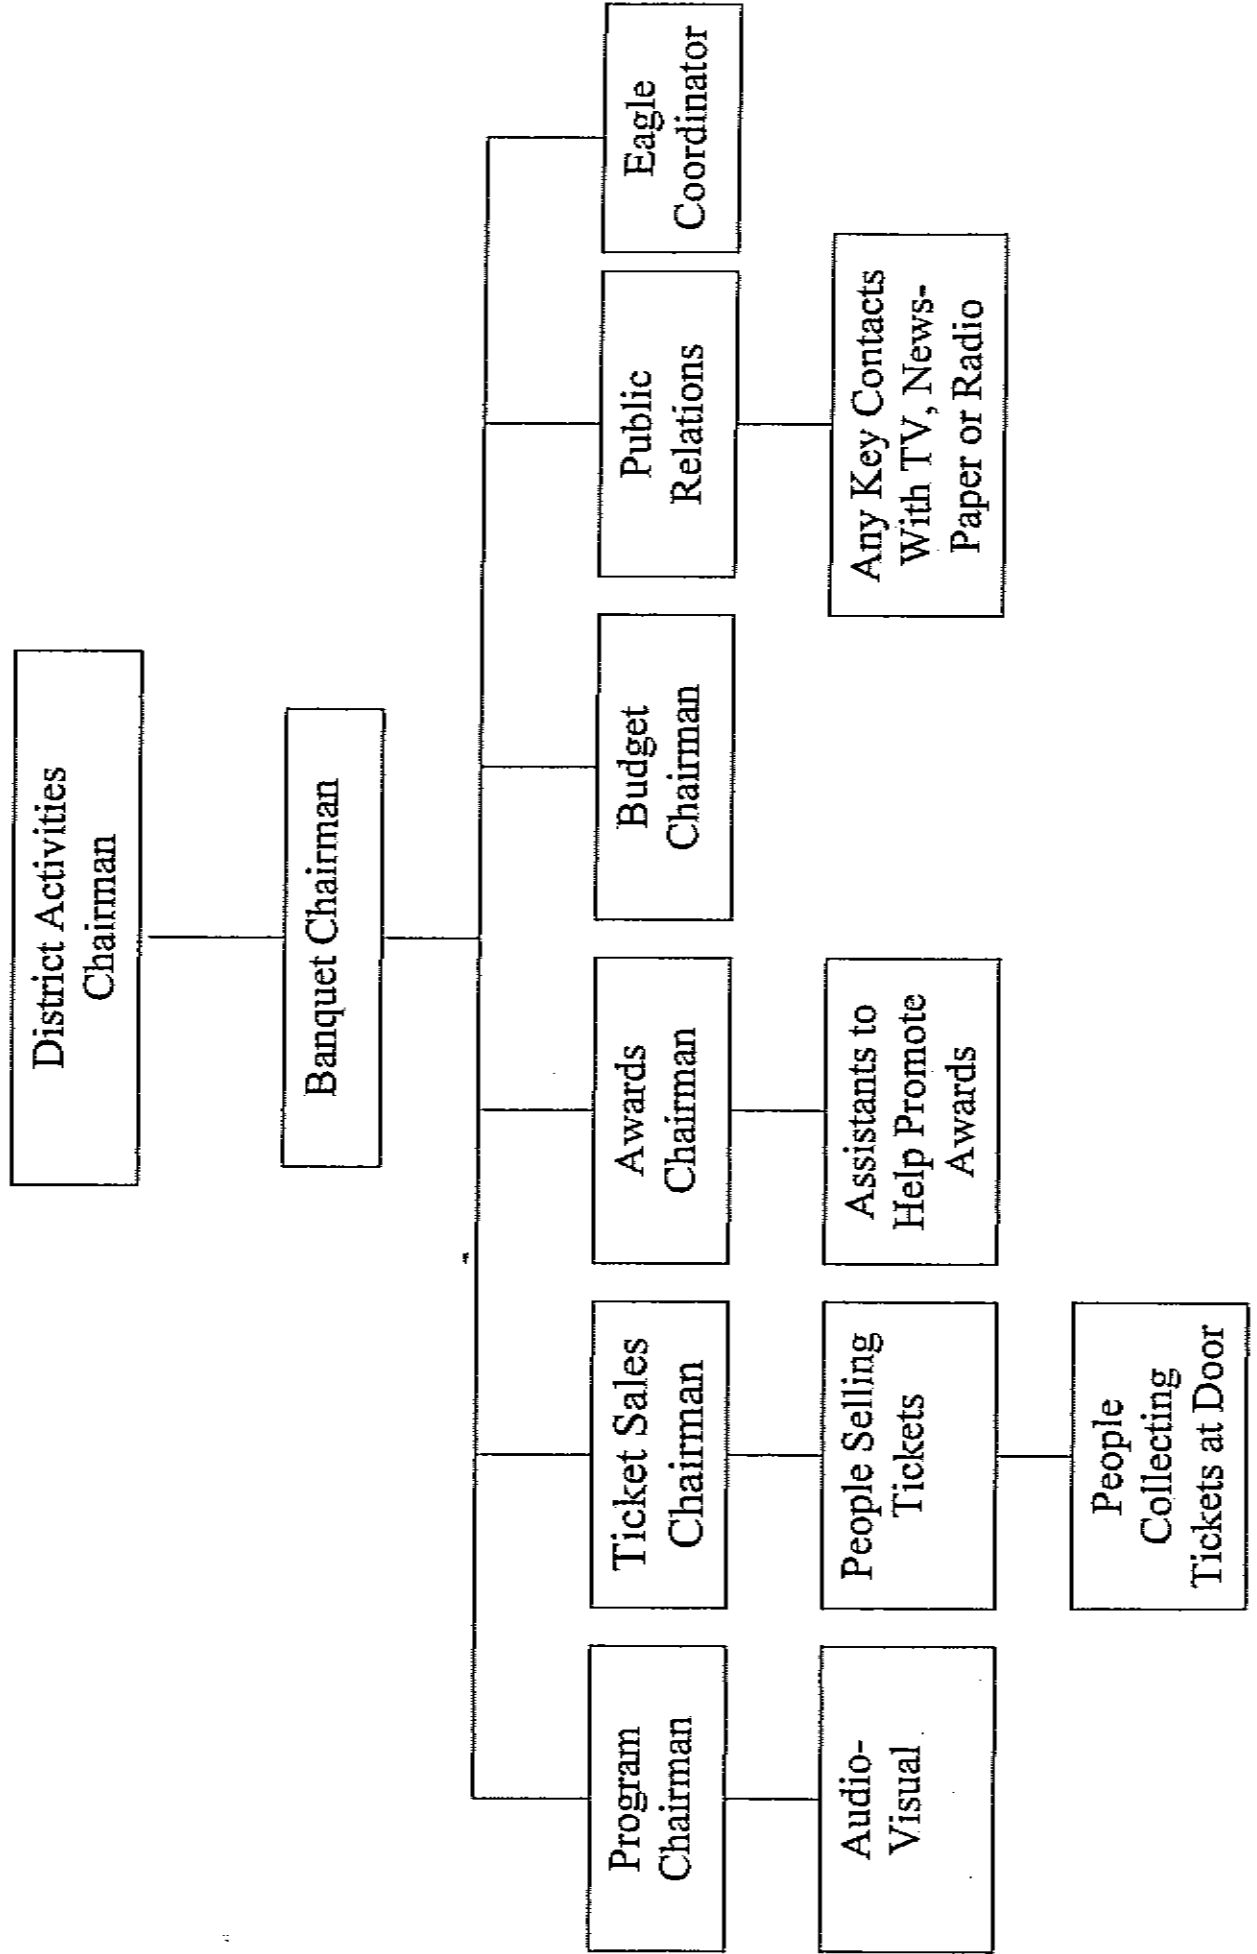 District Activities
Chairman
Banquet Chairman
Program
Chairman
Ticket Sales
Chairman
Awards
Chairman
Budget
Chairman
Public
Relations
Eagle
Coordinator
Audio-
Visual
People Selling
Tickets
Assistants to
Help Promote
Awards
Any Key Contacts
With TV, News-
Paper or Radio
People
Collecting
Tickets at Door